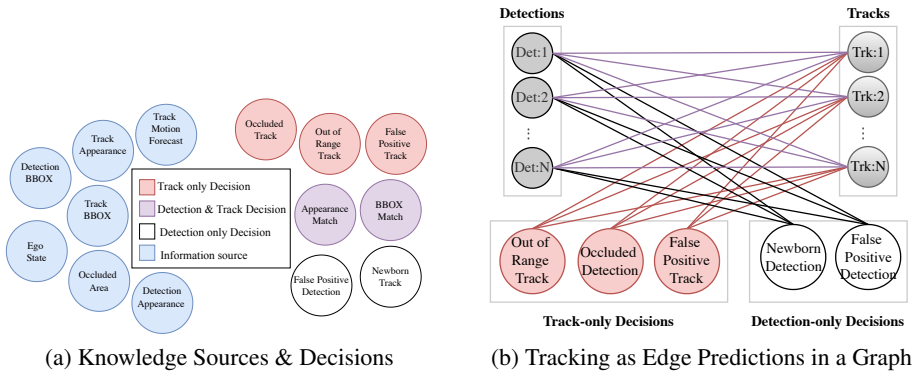 Track
Motion
Forecast
Track
Appearance
Detection
BBOX
Track
BBOX
Ego
State
Occluded
Area
Detection
Appearance
Track only Decision
Detection & Track Decision
Detection only Decision
Information source
Occluded
Track
Out of
Range
Track
False
Positive
Track
Appearance
Match
BBOX
Match
False Positive
Detection
Newborn
Track
(a) Knowledge Sources & Decisions
Detections
Tracks
Det:1
Det:2
⋮
Det:N
Trk:1
Trk:2
⋮
Trk:N
Out of
Range
Track
Occluded
Detection
False
Positive
Track
Newborn
Detection
False
Positive
Detection
Track-only Decisions
Detection-only Decisions
(b) Tracking as Edge Predictions in a Graph